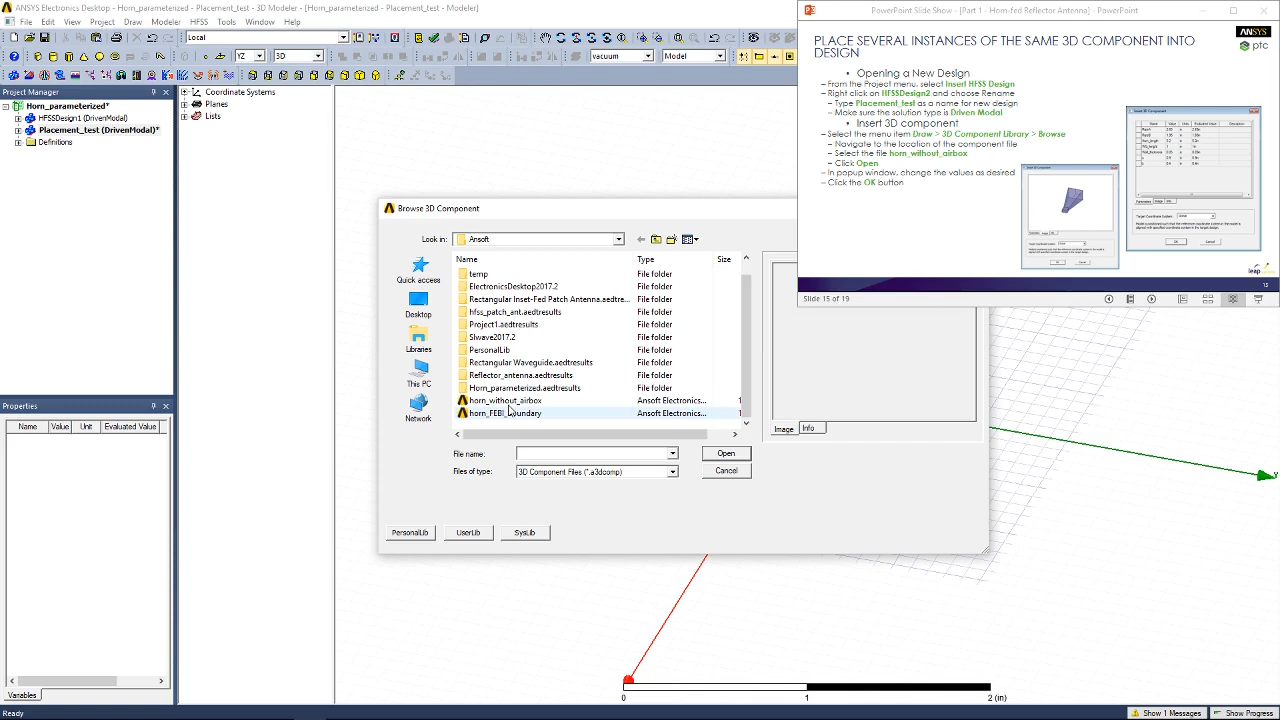 ANSYS Electronics Desktop - Horn_parameterized - Placement_test - 3D Modeler - [Horn_parameterized - Placement_test - Modeler]
File Edit View Project Draw Modeler HFSS Tools Window Help
Local
YZ 3D vacuum Model
Project Manager
Horn_parameterized*
HFSSDesign1 (DrivenModal)
Placement_test (DrivenModal)*
Definitions
Coordinate Systems
Planes
Lists
Properties
Name Value Unit Evaluated Value
Variables
Ready
Browse 3D Component
Look in: Ansoft
Quick access
Desktop
Libraries
This PC
Network
Name Type Size
temp File folder
ElectronicsDesktop2017.2 File folder
Rectangular Inset-Fed Patch Antenna.aedtre... File folder
hfss_patch_ant.aedtresults File folder
Project1.aedtresults File folder
SIwave2017.2 File folder
PersonalLib File folder
Rectangular Waveguide.aedtresults File folder
Reflector_antenna.aedtresults File folder
Horn_parameterized.aedtresults File folder
horn_without_airbox Ansoft Electronics... 1
horn_FEBI_boundary Ansoft Electronics... 1
File name:
Open
Files of type: 3D Component Files (*.a3dcomp)
Cancel
PersonalLib UserLib SysLib
Image Info
0 1 2 (in)
Y
Show 1 Messages Show Progress
PowerPoint Slide Show - [Part 1 - Horn-fed Reflector Antenna] - PowerPoint
PLACE SEVERAL INSTANCES OF THE SAME 3D COMPONENT INTO
DESIGN
ANSYS
ptc
• Opening a New Design
– From the Project menu, select Insert HFSS Design
– Right click on HFSSDesign2 and choose Rename
– Type Placement_test as a name for new design
– Make sure the solution type is Driven Modal
• Insert 3D component
– Select the menu item Draw > 3D Component Library > Browse
– Navigate to the location of the component file
– Select the file horn_without_airbox
– Click Open
– In popup window, change the values as desired
– Click the OK button
leap
15
Slide 15 of 19